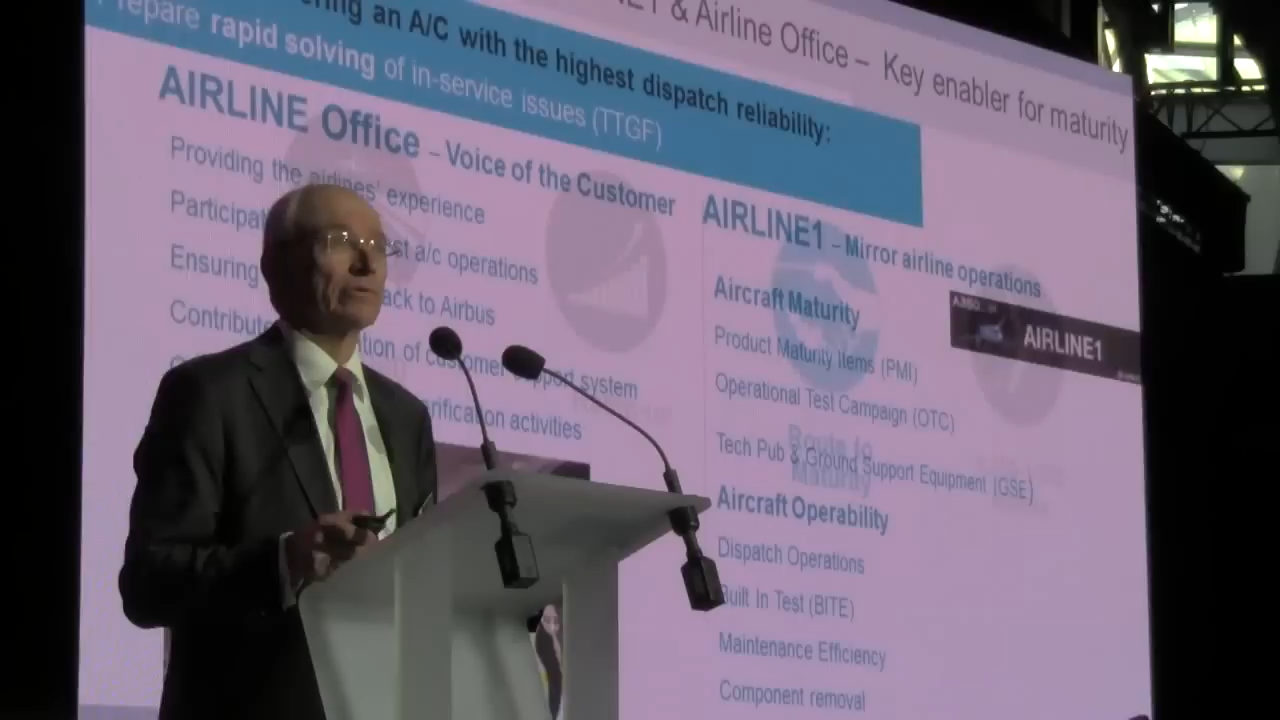 & Airline Office – Key enabler for maturity
an A/C with the highest dispatch reliability:
rapid solving of in-service issues (TTGF)
AIRLINE Office – Voice of the Customer
Providing the airlines' experience
a/c operations
Ensuring
to Airbus
of customer support system
activities
AIRLINE1 – Mirror airline operations
Aircraft Maturity
Product Maturity Items (PMI)
Operational Test Campaign (OTC)
Tech Pub & Ground Support Equipment (GSE)
Aircraft Operability
Dispatch Operations
Built In Test (BITE)
Maintenance Efficiency
Component removal
A350
AIRLINE1
Route to
Maturity